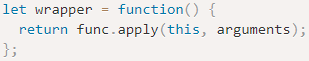 let wrapper = function() {
  return func.apply(this, arguments);
};